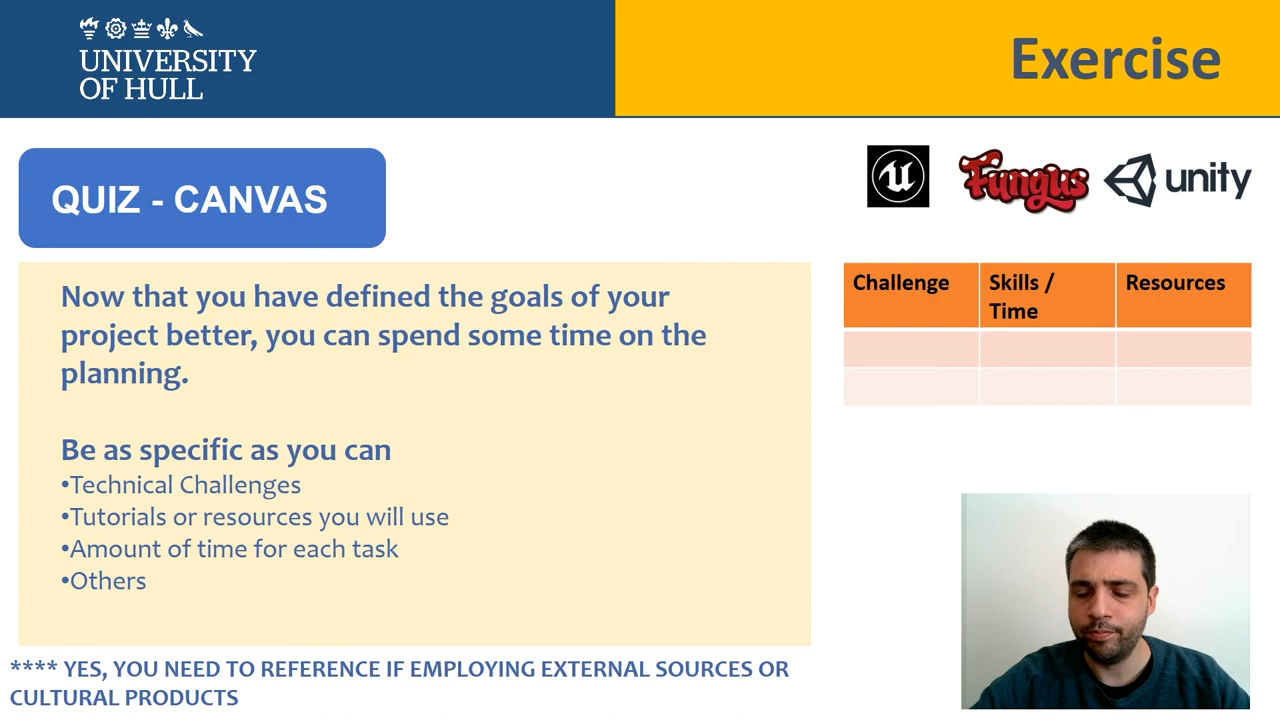 UNIVERSITY
OF HULL
Exercise
QUIZ - CANVAS
Fungus
unity
Now that you have defined the goals of your
project better, you can spend some time on the
planning.
Be as specific as you can
•Technical Challenges
•Tutorials or resources you will use
•Amount of time for each task
•Others
Challenge
Skills /
Time
Resources
**** YES, YOU NEED TO REFERENCE IF EMPLOYING EXTERNAL SOURCES OR
CULTURAL PRODUCTS